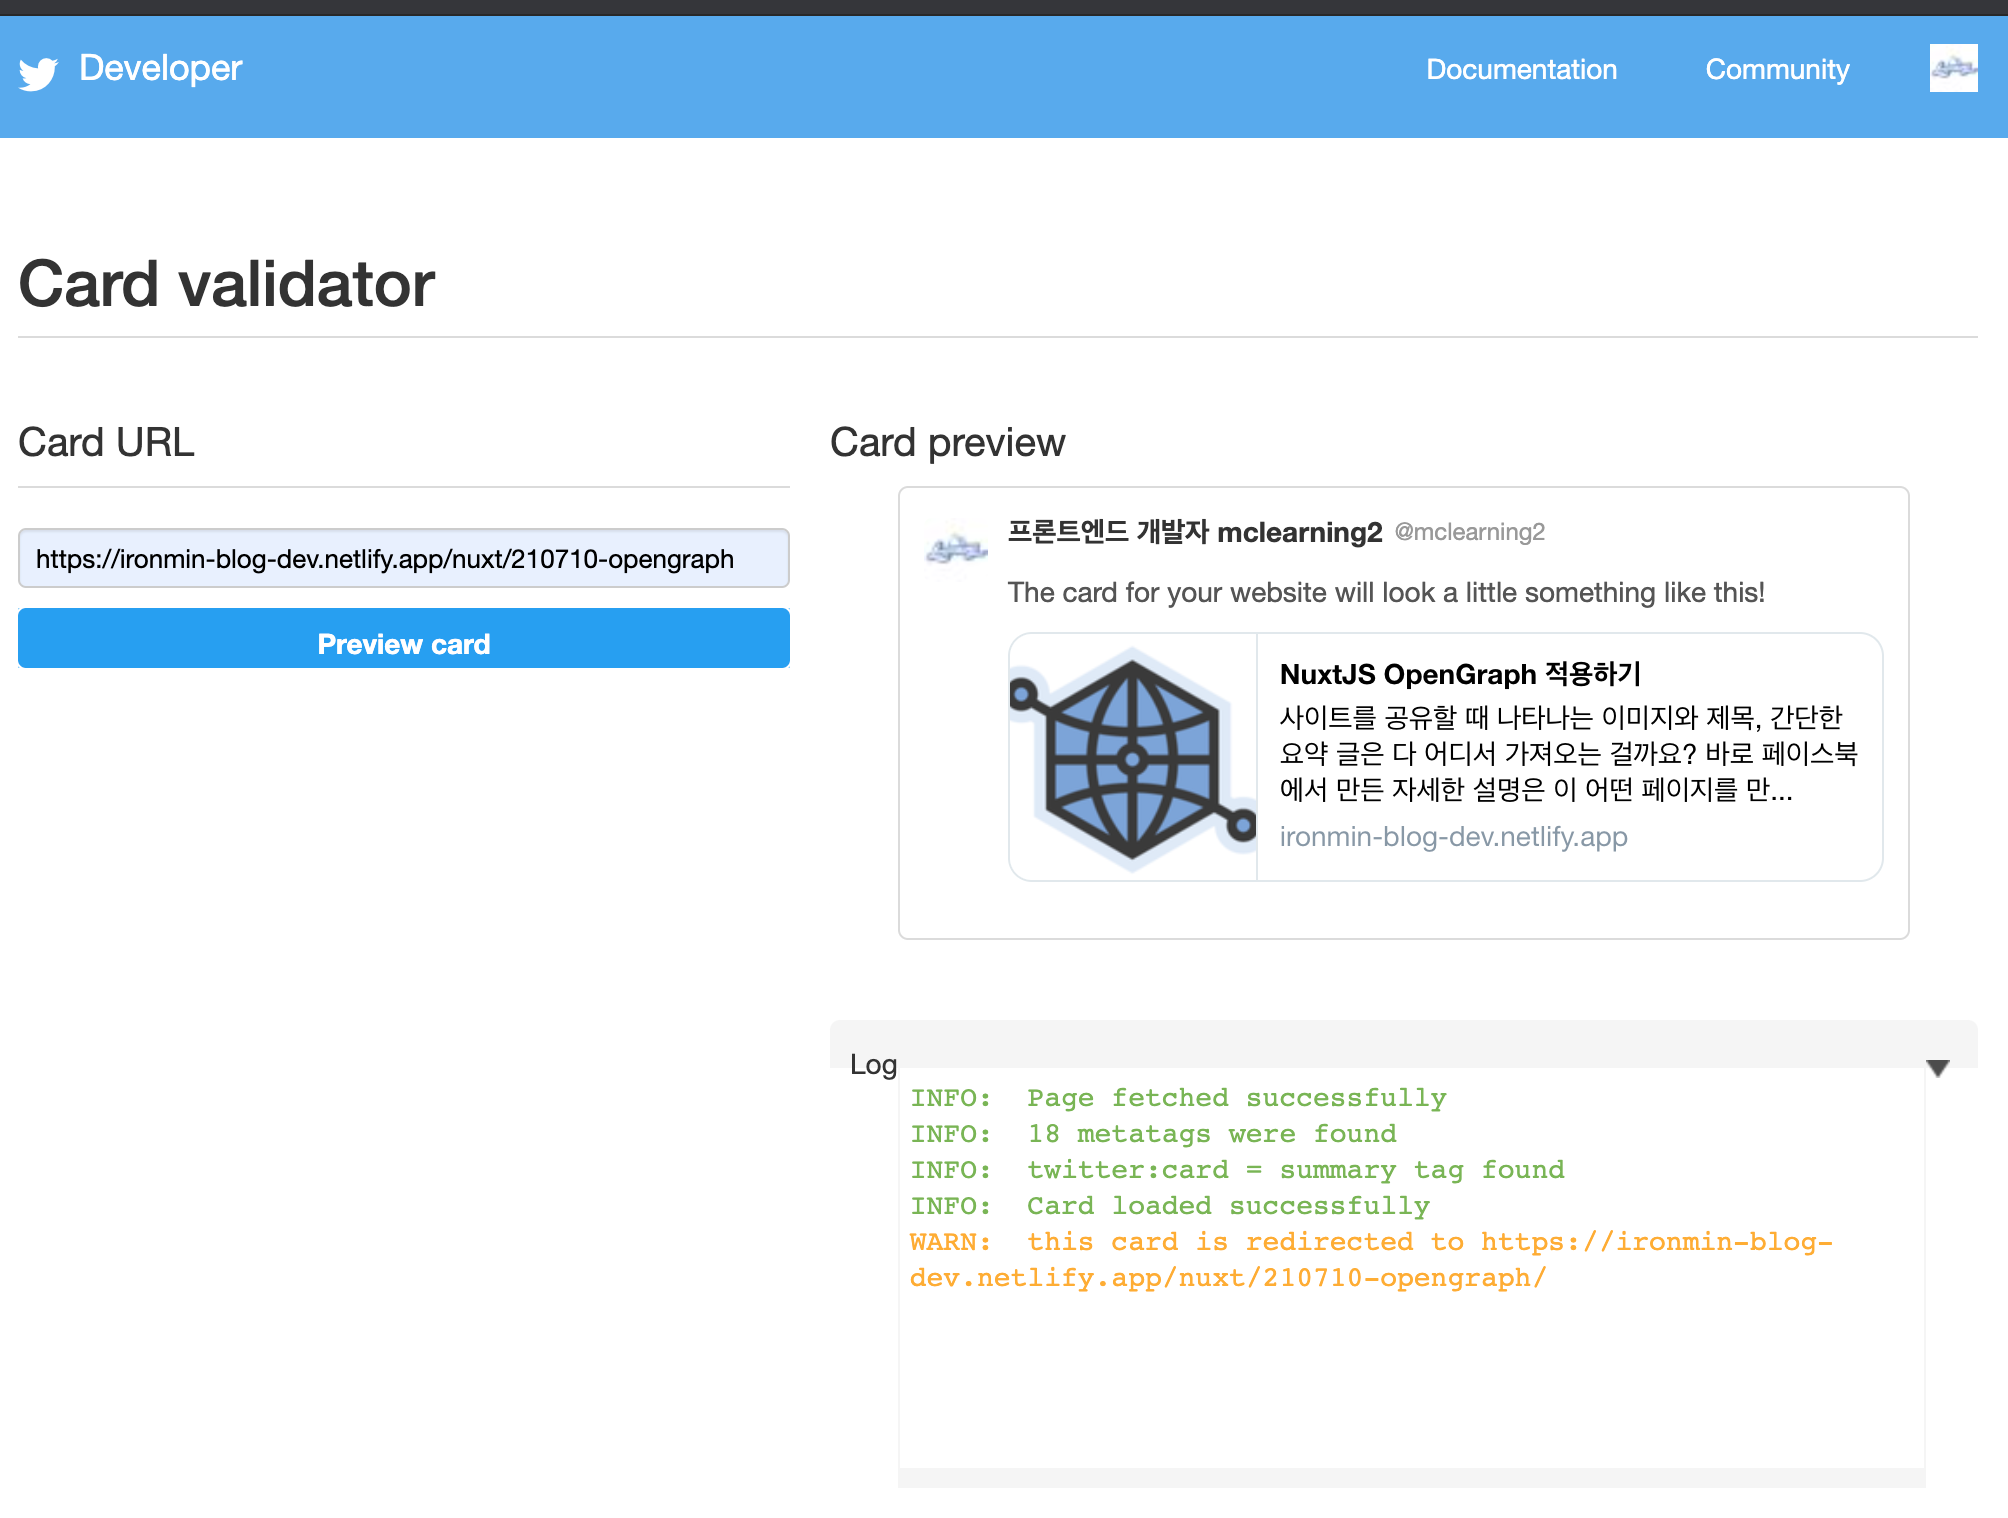 Developer
Documentation
Community
Card validator
Card URL
https://ironmin-blog-dev.netlify.app/nuxt/210710-opengraph
Preview card
Card preview
프론트엔드 개발자 mclearning2 @mclearning2
The card for your website will look a little something like this!
NuxtJS OpenGraph 적용하기
사이트를 공유할 때 나타나는 이미지와 제목, 간단한
요약 글은 다 어디서 가져오는 걸까요? 바로 페이스북
에서 만든 자세한 설명은 이 어떤 페이지를 만...
ironmin-blog-dev.netlify.app
Log
INFO:  Page fetched successfully
INFO:  18 metatags were found
INFO:  twitter:card = summary tag found
INFO:  Card loaded successfully
WARN:  this card is redirected to https://ironmin-blog-
dev.netlify.app/nuxt/210710-opengraph/